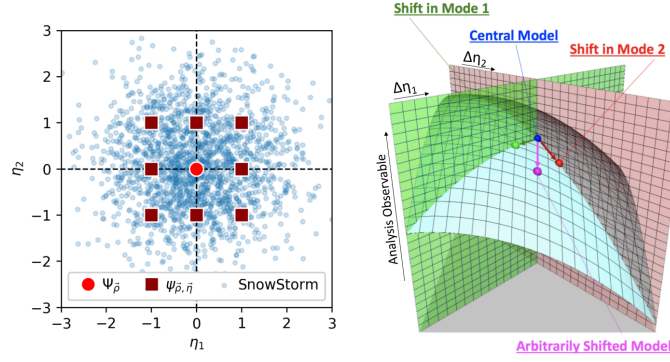 3
2
1
0
−1
−2
−3
η₂
−3
−2
−1
0
1
2
3
η₁
Ψρ⃗
ψρ⃗, η⃗
SnowStorm
Shift in Mode 1
Central Model
Shift in Mode 2
Δη₂
Δη₁
Analysis Observable
Arbitrarily Shifted Model